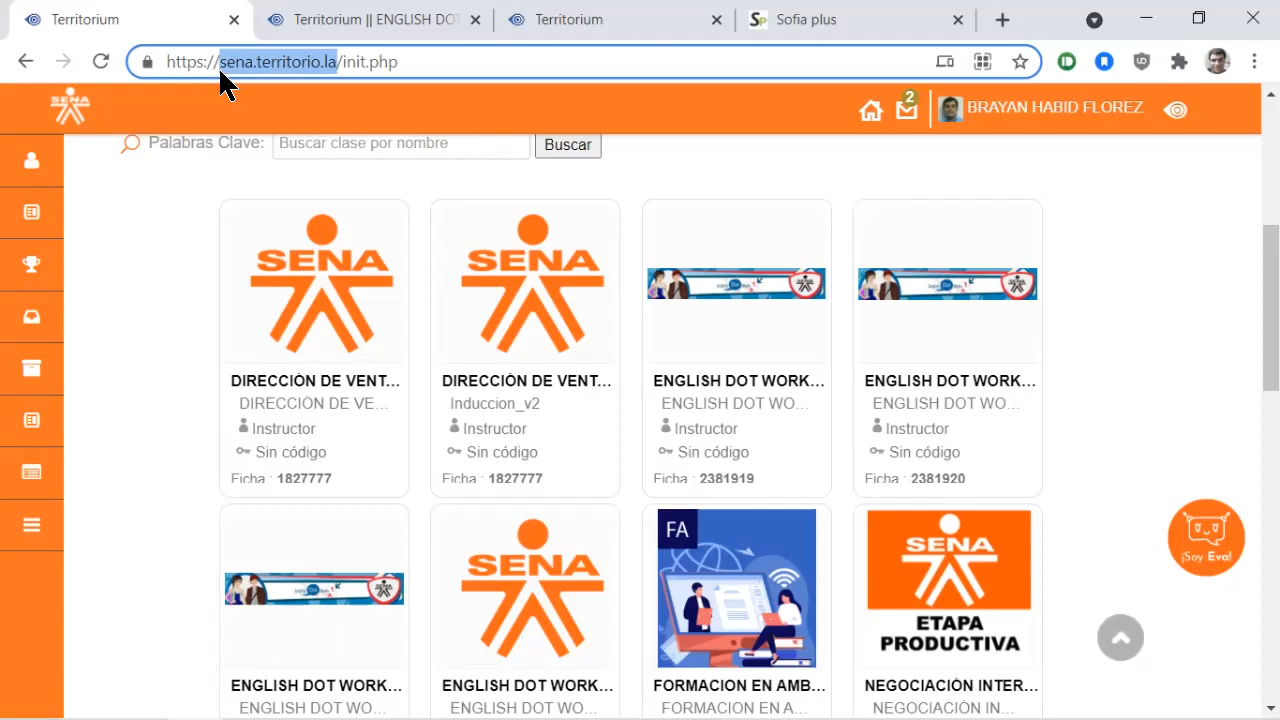 Territorium
Territorium || ENGLISH DOT
Territorium
Sofia plus
https://sena.territorio.la/init.php
SENA
2
BRAYAN HABID FLOREZ
Palabras Clave:
Buscar clase por nombre
Buscar
SENA
SENA
DIRECCIÓN DE VENT...
DIRECCIÓN DE VENT...
ENGLISH DOT WORK...
ENGLISH DOT WORK...
DIRECCIÓN DE VE...
Induccion_v2
ENGLISH DOT WO...
ENGLISH DOT WO...
Instructor
Instructor
Instructor
Instructor
Sin código
Sin código
Sin código
Sin código
Ficha : 1827777
Ficha : 1827777
Ficha : 2381919
Ficha : 2381920
SENA
FA
SENA
ETAPA
PRODUCTIVA
¡Soy Eva!
ENGLISH DOT WORK...
ENGLISH DOT WORK...
FORMACION EN AMB...
NEGOCIACIÓN INTER...
ENGLISH DOT WO...
ENGLISH DOT WO...
FORMACION EN A...
NEGOCIACIÓN IN...